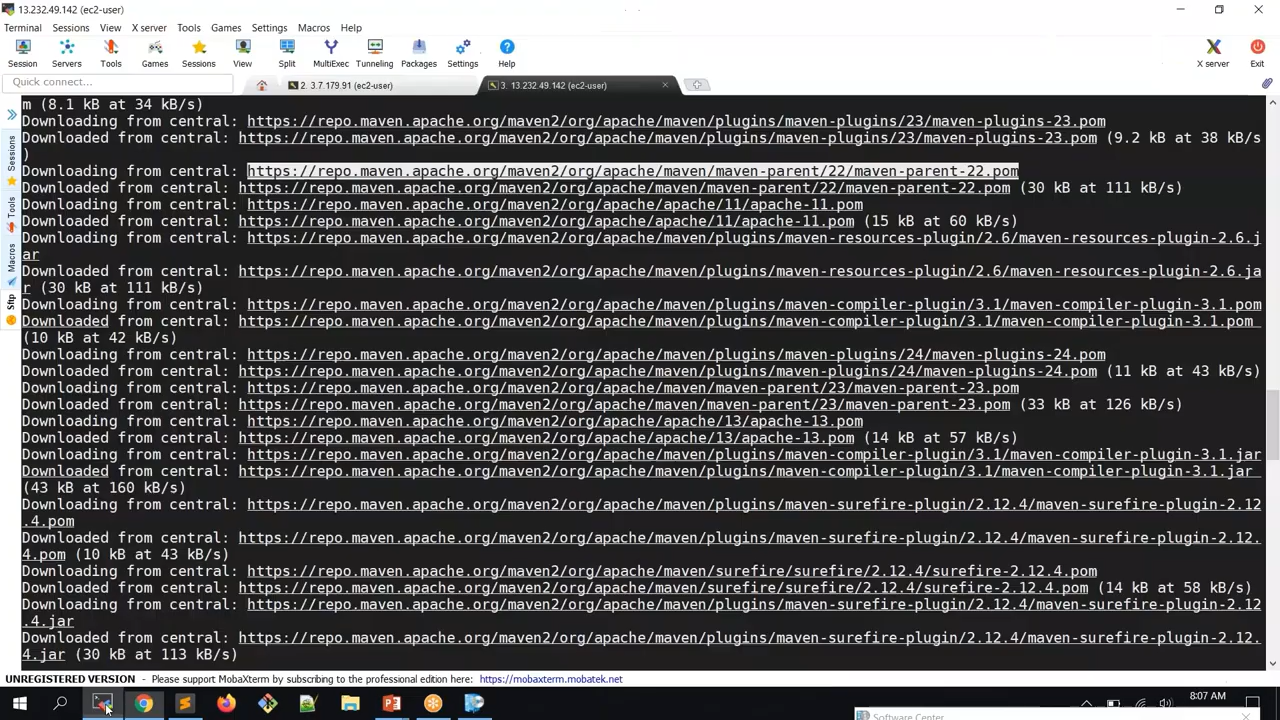 13.232.49.142 (ec2-user)
Terminal Sessions View X server Tools Games Settings Macros Help
Session Servers Tools Games Sessions View Split MultiExec Tunneling Packages Settings Help X server Exit
Quick connect...
2. 3.7.179.91 (ec2-user)
3. 13.232.49.142 (ec2-user)
Sessions
Tools
Macros
Sftp
m (8.1 kB at 34 kB/s)
Downloading from central: https://repo.maven.apache.org/maven2/org/apache/maven/plugins/maven-plugins/23/maven-plugins-23.pom
Downloaded from central: https://repo.maven.apache.org/maven2/org/apache/maven/plugins/maven-plugins/23/maven-plugins-23.pom (9.2 kB at 38 kB/s
)
Downloading from central: https://repo.maven.apache.org/maven2/org/apache/maven/maven-parent/22/maven-parent-22.pom
Downloaded from central: https://repo.maven.apache.org/maven2/org/apache/maven/maven-parent/22/maven-parent-22.pom (30 kB at 111 kB/s)
Downloading from central: https://repo.maven.apache.org/maven2/org/apache/apache/11/apache-11.pom
Downloaded from central: https://repo.maven.apache.org/maven2/org/apache/apache/11/apache-11.pom (15 kB at 60 kB/s)
Downloading from central: https://repo.maven.apache.org/maven2/org/apache/maven/plugins/maven-resources-plugin/2.6/maven-resources-plugin-2.6.j
ar
Downloaded from central: https://repo.maven.apache.org/maven2/org/apache/maven/plugins/maven-resources-plugin/2.6/maven-resources-plugin-2.6.ja
r (30 kB at 111 kB/s)
Downloading from central: https://repo.maven.apache.org/maven2/org/apache/maven/plugins/maven-compiler-plugin/3.1/maven-compiler-plugin-3.1.pom
Downloaded from central: https://repo.maven.apache.org/maven2/org/apache/maven/plugins/maven-compiler-plugin/3.1/maven-compiler-plugin-3.1.pom
(10 kB at 42 kB/s)
Downloading from central: https://repo.maven.apache.org/maven2/org/apache/maven/plugins/maven-plugins/24/maven-plugins-24.pom
Downloaded from central: https://repo.maven.apache.org/maven2/org/apache/maven/plugins/maven-plugins/24/maven-plugins-24.pom (11 kB at 43 kB/s)
Downloading from central: https://repo.maven.apache.org/maven2/org/apache/maven/maven-parent/23/maven-parent-23.pom
Downloaded from central: https://repo.maven.apache.org/maven2/org/apache/maven/maven-parent/23/maven-parent-23.pom (33 kB at 126 kB/s)
Downloading from central: https://repo.maven.apache.org/maven2/org/apache/apache/13/apache-13.pom
Downloaded from central: https://repo.maven.apache.org/maven2/org/apache/apache/13/apache-13.pom (14 kB at 57 kB/s)
Downloading from central: https://repo.maven.apache.org/maven2/org/apache/maven/plugins/maven-compiler-plugin/3.1/maven-compiler-plugin-3.1.jar
Downloaded from central: https://repo.maven.apache.org/maven2/org/apache/maven/plugins/maven-compiler-plugin/3.1/maven-compiler-plugin-3.1.jar
(43 kB at 160 kB/s)
Downloading from central: https://repo.maven.apache.org/maven2/org/apache/maven/plugins/maven-surefire-plugin/2.12.4/maven-surefire-plugin-2.12
.4.pom
Downloaded from central: https://repo.maven.apache.org/maven2/org/apache/maven/plugins/maven-surefire-plugin/2.12.4/maven-surefire-plugin-2.12.
4.pom (10 kB at 43 kB/s)
Downloading from central: https://repo.maven.apache.org/maven2/org/apache/maven/surefire/surefire/2.12.4/surefire-2.12.4.pom
Downloaded from central: https://repo.maven.apache.org/maven2/org/apache/maven/surefire/surefire/2.12.4/surefire-2.12.4.pom (14 kB at 58 kB/s)
Downloading from central: https://repo.maven.apache.org/maven2/org/apache/maven/plugins/maven-surefire-plugin/2.12.4/maven-surefire-plugin-2.12
.4.jar
Downloaded from central: https://repo.maven.apache.org/maven2/org/apache/maven/plugins/maven-surefire-plugin/2.12.4/maven-surefire-plugin-2.12.
4.jar (30 kB at 113 kB/s)
UNREGISTERED VERSION - Please support MobaXterm by subscribing to the professional edition here: https://mobaxterm.mobatek.net
8:07 AM
Software Center